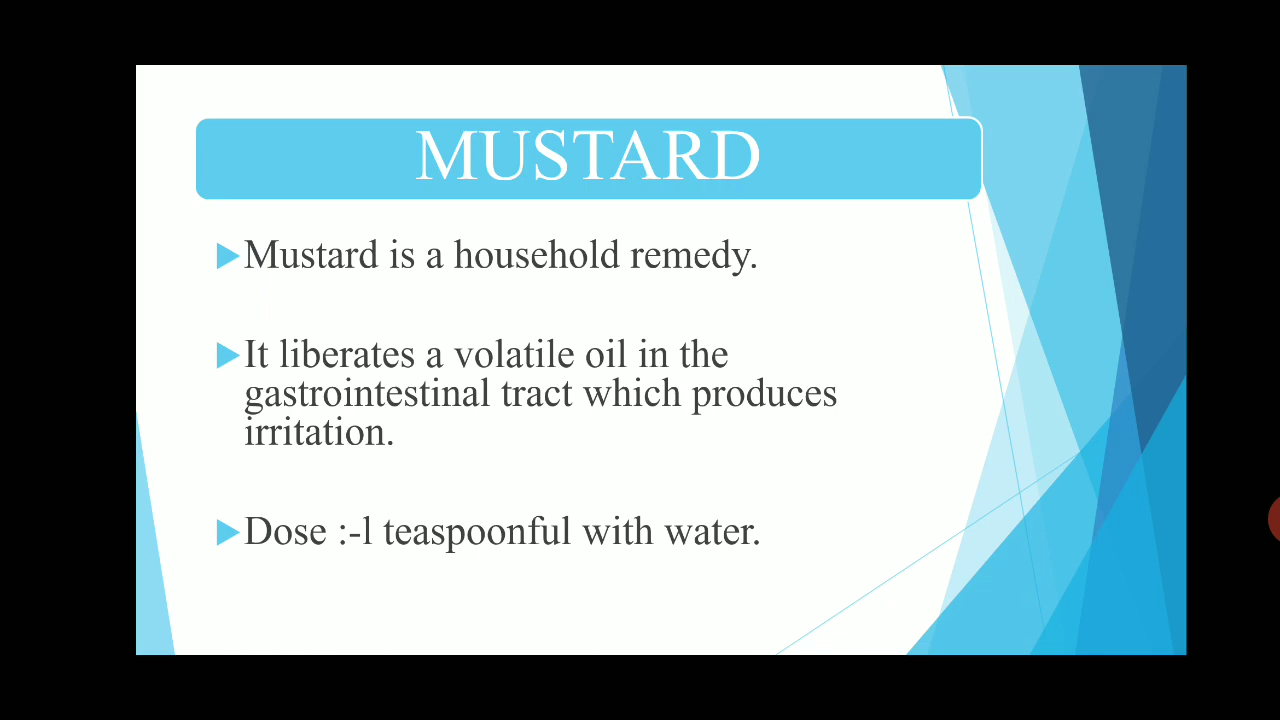 MUSTARD
Mustard is a household remedy.
It liberates a volatile oil in the
gastrointestinal tract which produces
irritation.
Dose :-l teaspoonful with water.